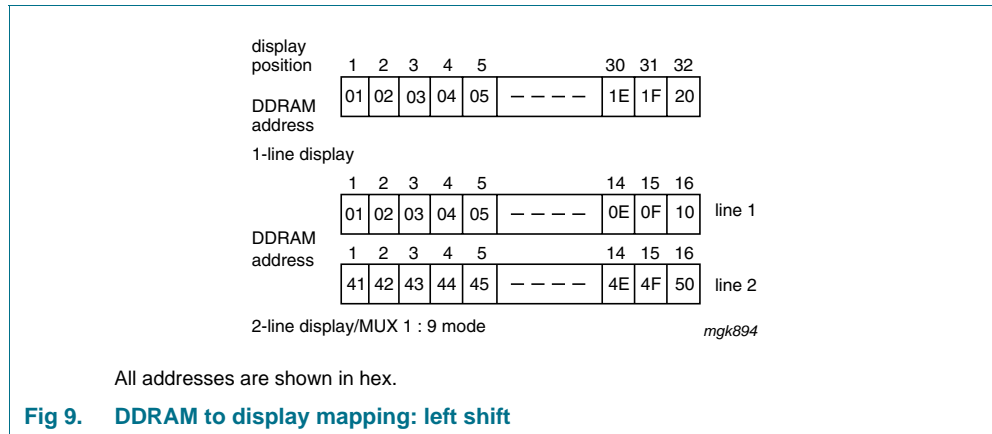 display
position 1 2 3 4 5 30 31 32
01 02 03 04 05 1E 1F 20
DDRAM
address
1-line display
1 2 3 4 5 14 15 16
01 02 03 04 05 0E 0F 10 line 1
DDRAM
address
1 2 3 4 5 14 15 16
41 42 43 44 45 4E 4F 50 line 2
2-line display/MUX 1 : 9 mode
mgk894
All addresses are shown in hex.
Fig 9. DDRAM to display mapping: left shift